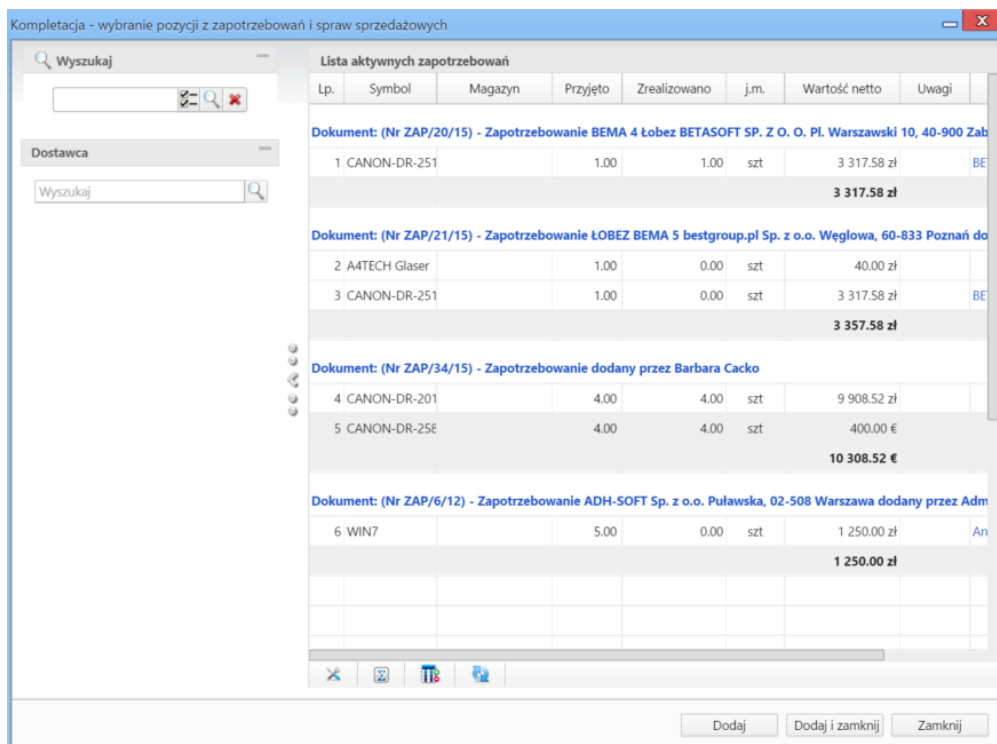 Kompletacja - wybranie pozycji z zapotrzebowań i spraw sprzedażowych
Wyszukaj
Dostawca
Wyszukaj
Lista aktywnych zapotrzebowań
Lp. Symbol Magazyn Przyjęto Zrealizowano j.m. Wartość netto Uwagi
Dokument: (Nr ZAP/20/15) - Zapotrzebowanie BEMA 4 Łobez BETASOFT SP. Z O. O. Pl. Warszawski 10, 40-900 Zab
1 CANON-DR-251 1.00 1.00 szt 3 317.58 zł BE
3 317.58 zł
Dokument: (Nr ZAP/21/15) - Zapotrzebowanie ŁOBEZ BEMA 5 bestgroup.pl Sp. z o.o. Węglowa, 60-833 Poznań do
2 A4TECH Glaser 1.00 0.00 szt 40.00 zł
3 CANON-DR-251 1.00 0.00 szt 3 317.58 zł BE
3 357.58 zł
Dokument: (Nr ZAP/34/15) - Zapotrzebowanie dodany przez Barbara Cacko
4 CANON-DR-201 4.00 4.00 szt 9 908.52 zł
5 CANON-DR-258 4.00 4.00 szt 400.00 €
10 308.52 €
Dokument: (Nr ZAP/6/12) - Zapotrzebowanie ADH-SOFT Sp. z o.o. Puławska, 02-508 Warszawa dodany przez Adm
6 WIN7 5.00 0.00 szt 1 250.00 zł An
1 250.00 zł
Dodaj Dodaj i zamknij Zamknij